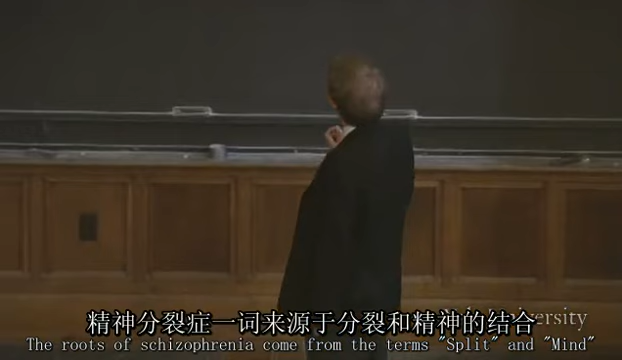 精神分裂症一词来源于分裂和精神的结合
The roots of schizophrenia come from the terms "Split" and "Mind"